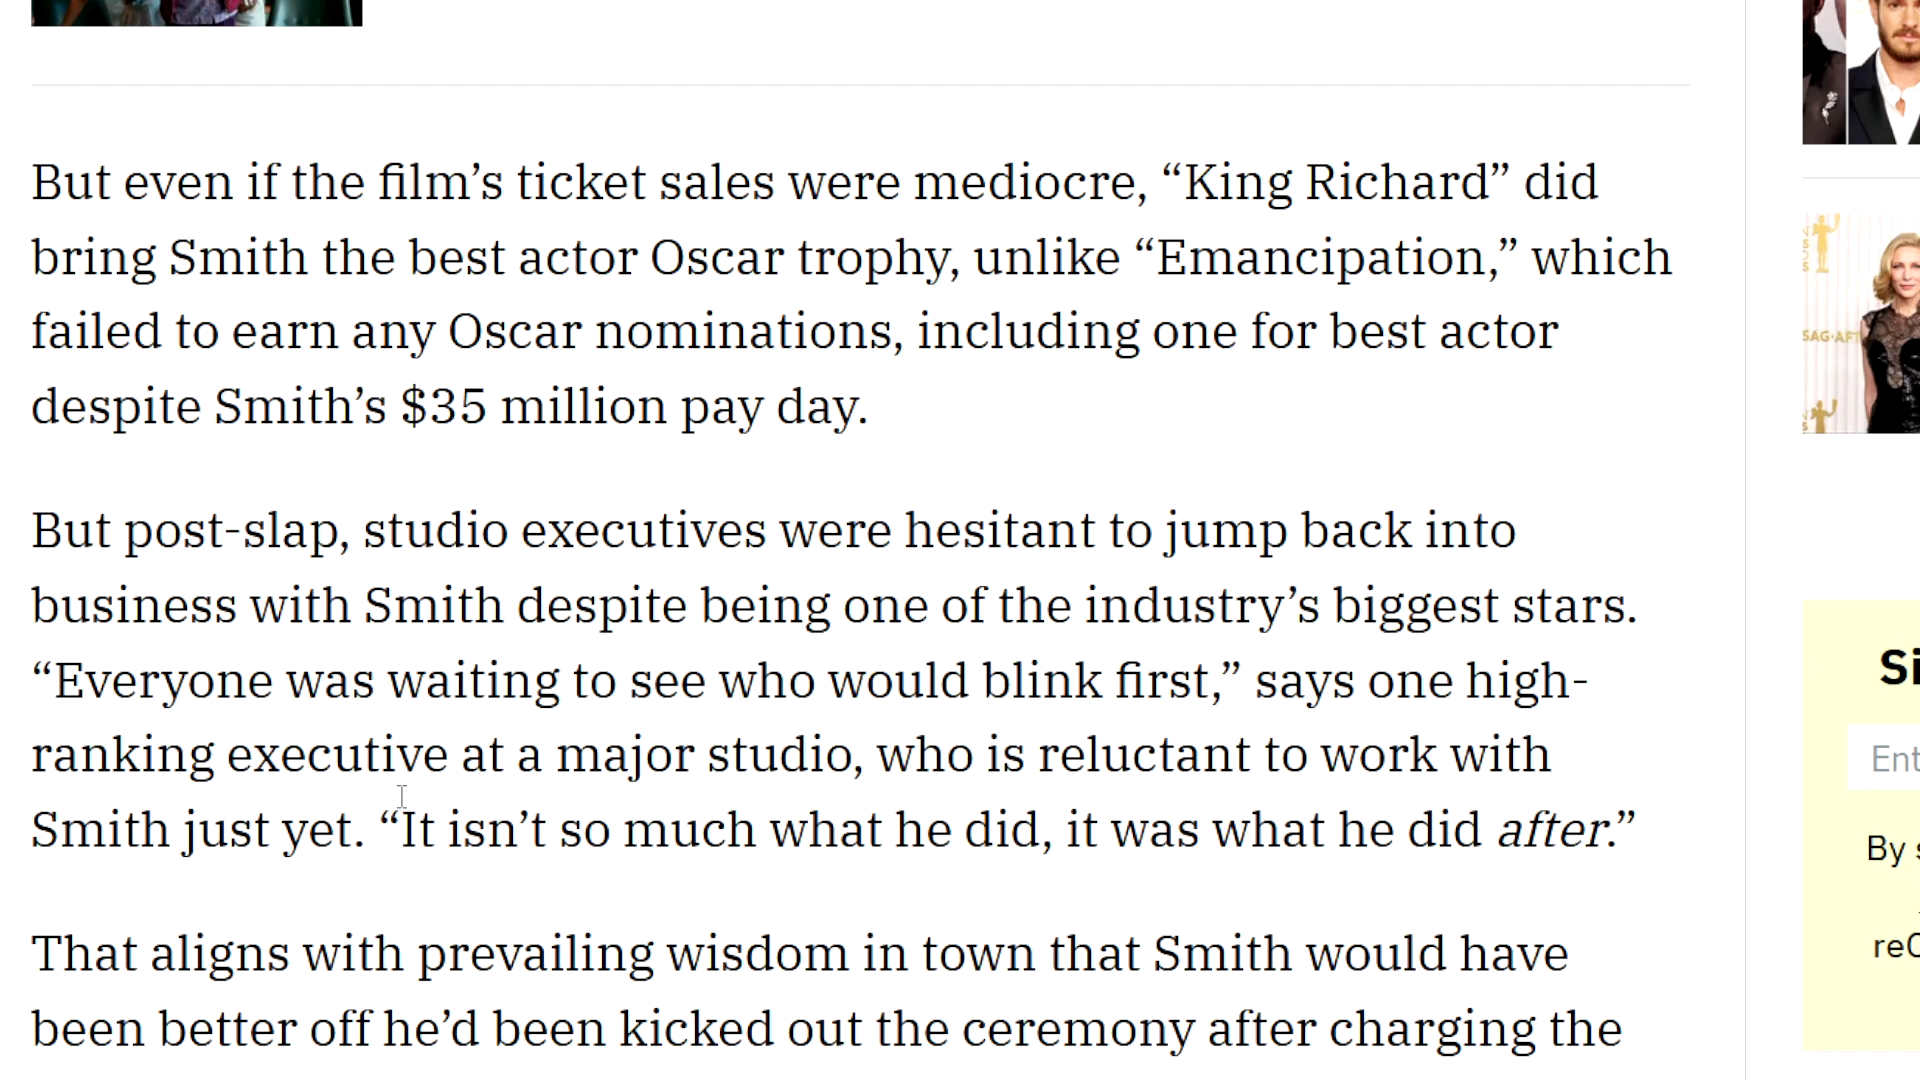 But even if the film’s ticket sales were mediocre, “King Richard” did
bring Smith the best actor Oscar trophy, unlike “Emancipation,” which
failed to earn any Oscar nominations, including one for best actor
despite Smith’s $35 million pay day.
But post-slap, studio executives were hesitant to jump back into
business with Smith despite being one of the industry’s biggest stars.
“Everyone was waiting to see who would blink first,” says one high-
ranking executive at a major studio, who is reluctant to work with
Smith just yet. “It isn’t so much what he did, it was what he did after.”
That aligns with prevailing wisdom in town that Smith would have
been better off he’d been kicked out the ceremony after charging the
SAG·AFT
Si
Ent
By s
reC